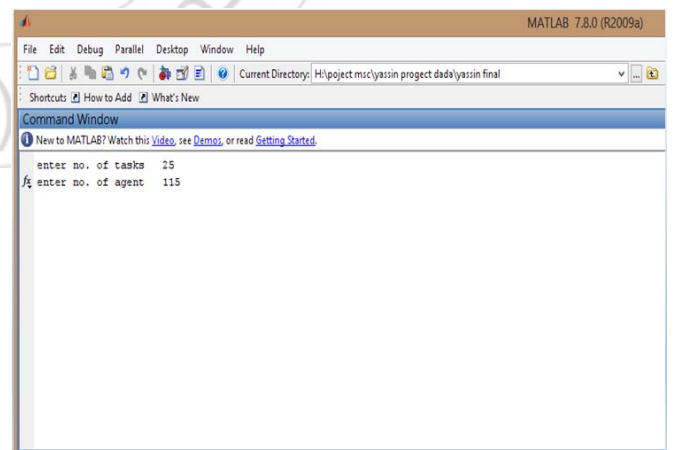 MATLAB 7.8.0 (R2009a)
File Edit Debug Parallel Desktop Window Help
Current Directory: H:\poject msc\yassin progect dada\yassin final
Shortcuts How to Add What's New
Command Window
New to MATLAB? Watch this Video, see Demos, or read Getting Started.
enter no. of tasks 25
fx enter no. of agent 115